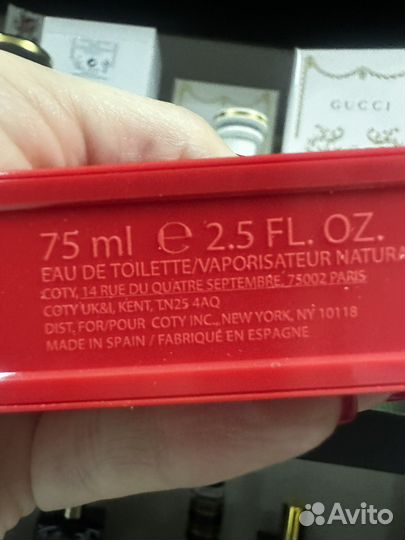 GUCCI
75 ml ℮ 2.5 FL. OZ.
EAU DE TOILETTE/VAPORISATEUR NATURA
COTY, 14 RUE DU QUATRE SEPTEMBRE, 75002 PARIS
COTY UK&I, KENT, TN25 4AQ
DIST. FOR/POUR COTY INC., NEW YORK, NY 10118
MADE IN SPAIN / FABRIQUÉ EN ESPAGNE
Avito